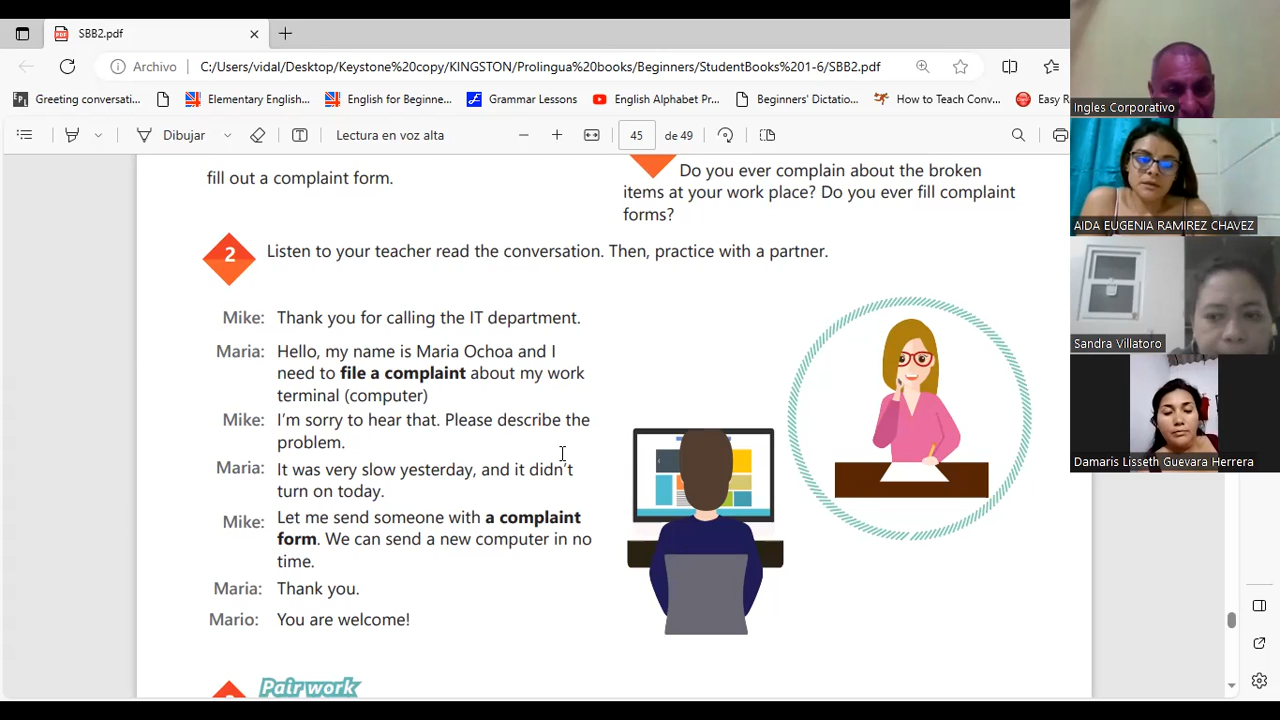 SBB2.pdf
Archivo
C:/Users/vidal/Desktop/Keystone%20copy/KINGSTON/Prolingua%20books/Beginners/StudentBooks%201-6/SBB2.pdf
Greeting conversati...
Elementary English...
English for Beginne...
Grammar Lessons
English Alphabet Pr...
Beginners' Dictatio...
How to Teach Conv...
Easy R
Dibujar
Lectura en voz alta
45
de 49
fill out a complaint form.
Do you ever complain about the broken
items at your work place? Do you ever fill complaint
forms?
2
Listen to your teacher read the conversation. Then, practice with a partner.
Mike: Thank you for calling the IT department.
Maria: Hello, my name is Maria Ochoa and I
need to file a complaint about my work
terminal (computer)
Mike: I'm sorry to hear that. Please describe the
problem.
Maria: It was very slow yesterday, and it didn't
turn on today.
Mike: Let me send someone with a complaint
form. We can send a new computer in no
time.
Maria: Thank you.
Mario: You are welcome!
Pair work
Ingles Corporativo
AIDA EUGENIA RAMIREZ CHAVEZ
Sandra Villatoro
Damaris Lisseth Guevara Herrera